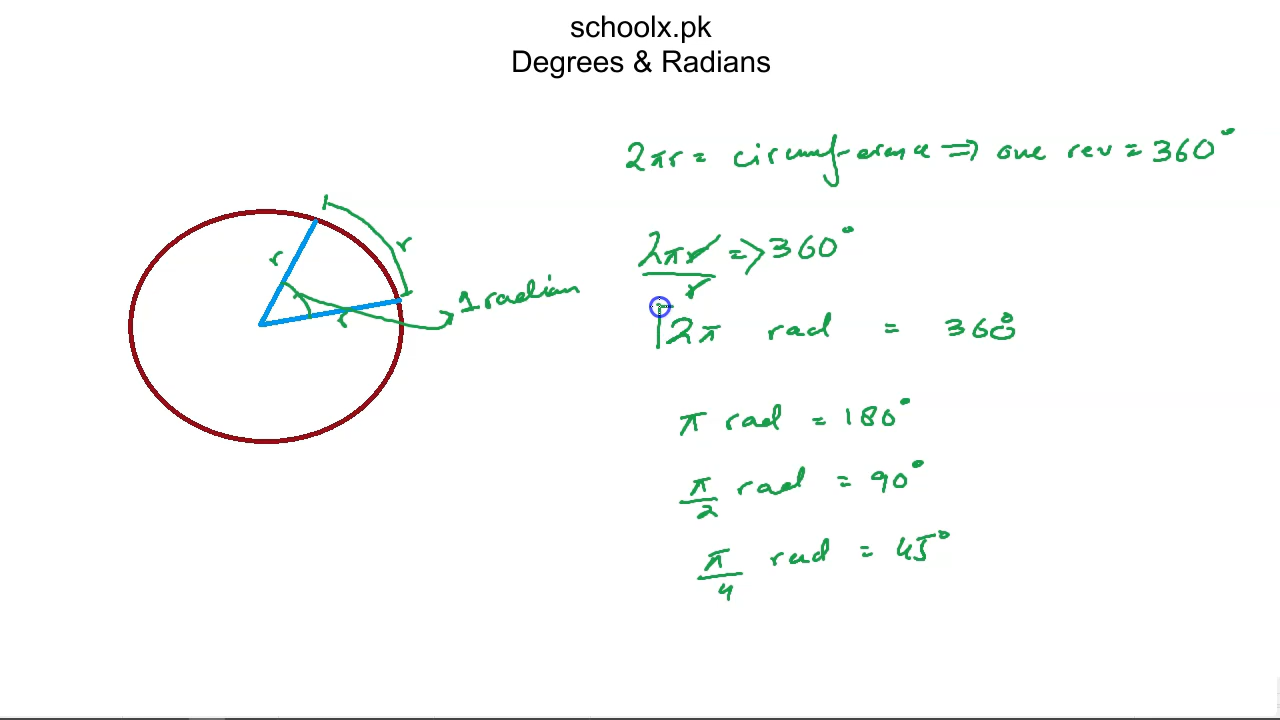 schoolx.pk
Degrees & Radians
2πr = circumference ⇒ one rev = 360°
r
r
r
1 radian
2πr/r ⇒ 360°
2π rad = 360°
π rad = 180°
π/2 rad = 90°
π/4 rad = 45°